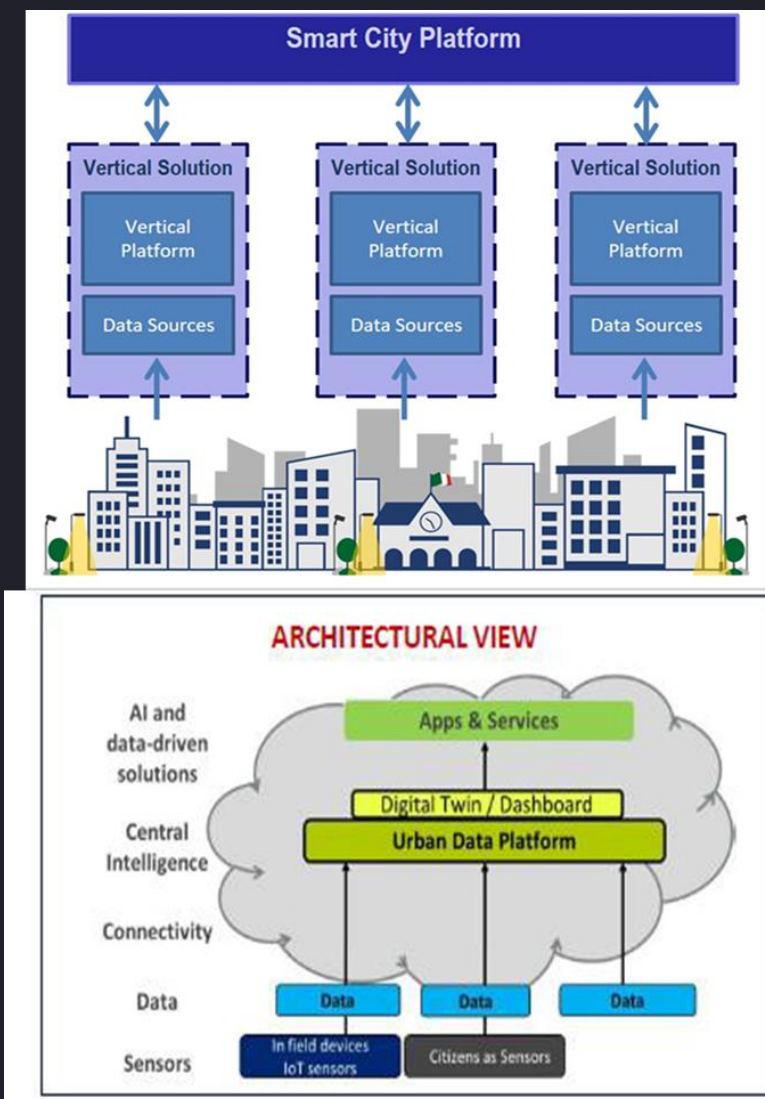 Smart City Platform
Vertical Solution
Vertical
Platform
Data Sources
Vertical Solution
Vertical
Platform
Data Sources
Vertical Solution
Vertical
Platform
Data Sources
ARCHITECTURAL VIEW
AI and
data-driven
solutions
Apps & Services
Digital Twin / Dashboard
Central
Intelligence
Urban Data Platform
Connectivity
Data
Data
Data
Data
Sensors
In field devices
IoT sensors
Citizens as Sensors